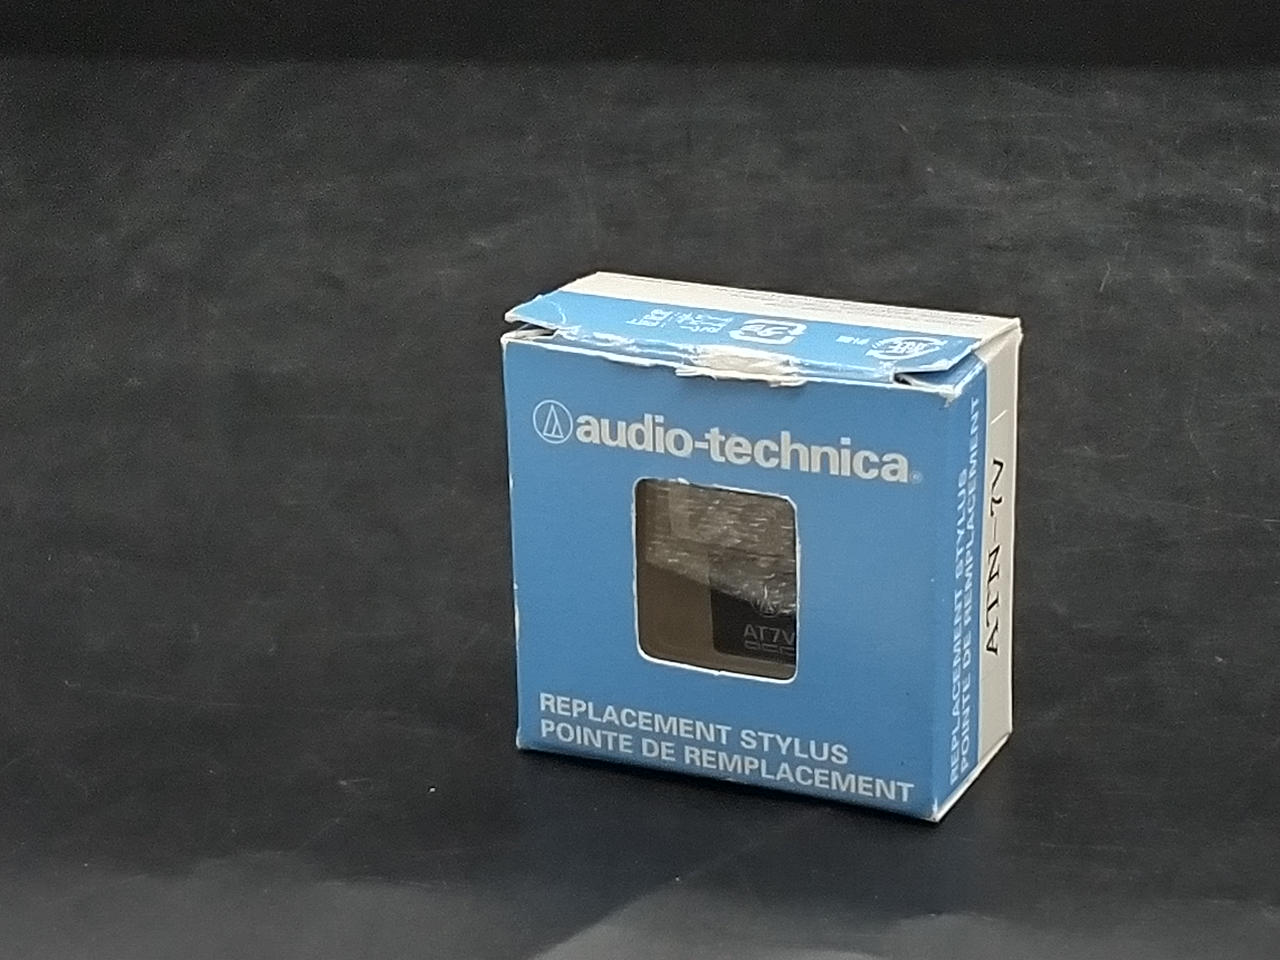 audio-technica®
AT7V
REPLACEMENT STYLUS
POINTE DE REMPLACEMENT
REPLACEMENT STYLUS
POINTE DE REMPLACEMENT
ATN-7V